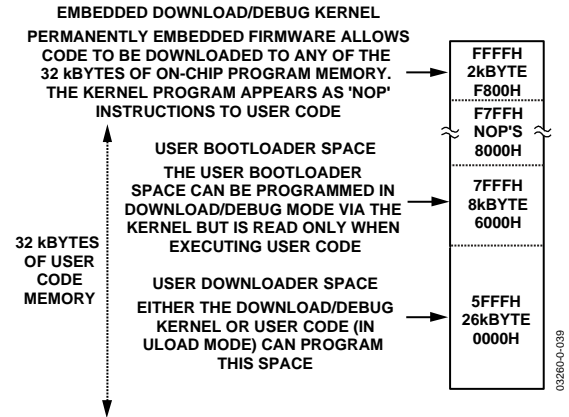 EMBEDDED DOWNLOAD/DEBUG KERNEL
PERMANENTLY EMBEDDED FIRMWARE ALLOWS
CODE TO BE DOWNLOADED TO ANY OF THE
32 kBYTES OF ON-CHIP PROGRAM MEMORY.
THE KERNEL PROGRAM APPEARS AS 'NOP'
INSTRUCTIONS TO USER CODE
FFFFH
2kBYTE
F800H
F7FFH
NOP'S
8000H
USER BOOTLOADER SPACE
THE USER BOOTLOADER
SPACE CAN BE PROGRAMMED IN
DOWNLOAD/DEBUG MODE VIA THE
KERNEL BUT IS READ ONLY WHEN
EXECUTING USER CODE
7FFFH
8kBYTE
6000H
32 kBYTES
OF USER
CODE
MEMORY
USER DOWNLOADER SPACE
EITHER THE DOWNLOAD/DEBUG
KERNEL OR USER CODE (IN
ULOAD MODE) CAN PROGRAM
THIS SPACE
5FFFH
26kBYTE
0000H
03260-0-039